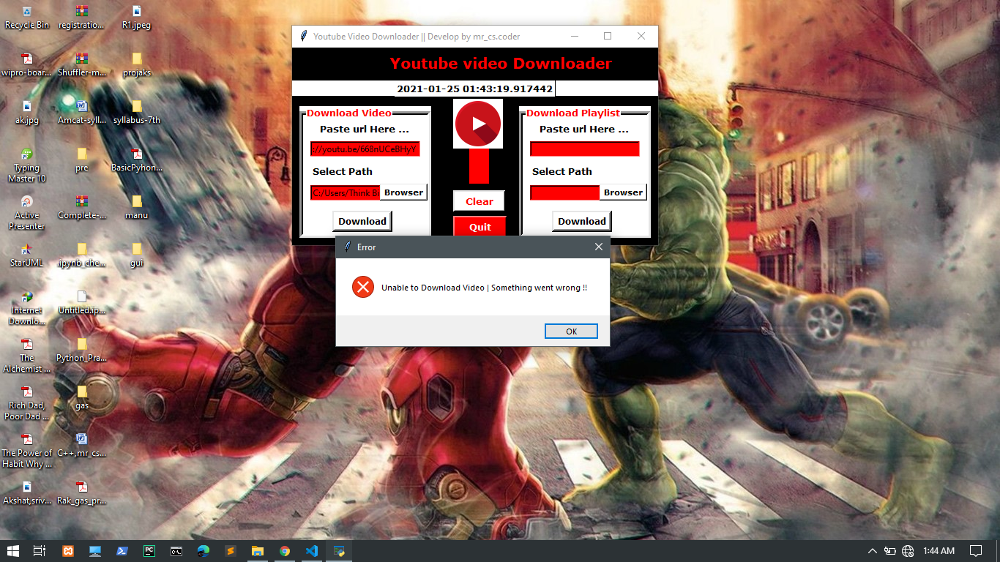 Recycle Bin
registratio...
R1.jpeg
wipro-boar...
Shuffler-m...
projaks
ak.jpg
Amcat-syll...
syllabus-7th
Typing
Master 10
pre
BasicPyhon...
Active
Presenter
Complete-...
manu
StarUML
.ipynb_che...
gui
Internet
Downlo...
Untitled.ip...
The
Alchemist ...
Python_Pra...
Rich Dad,
Poor Dad ...
gas
The Power of
Habit Why ...
C++,mr_cs...
Akshat,sriv...
Rak_gas_pr...
Youtube Video Downloader || Develop by mr_cs.coder
Youtube video Downloader
2021-01-25 01:43:19.917442
Download Video
Paste url Here ...
://youtu.be/668nUCeBHyY
Select Path
C:/Users/Think Bi
Browser
Download
Clear
Quit
Download Playlist
Paste url Here ...
Select Path
Browser
Download
Error
Unable to Download Video | Something went wrong !!
OK
PC
C:\_
1:44 AM